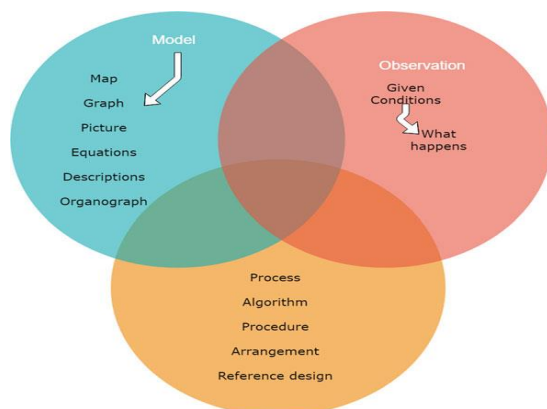 Model
Map
Graph
Picture
Equations
Descriptions
Organograph
Observation
Given
Conditions
What
happens
Process
Algorithm
Procedure
Arrangement
Reference design